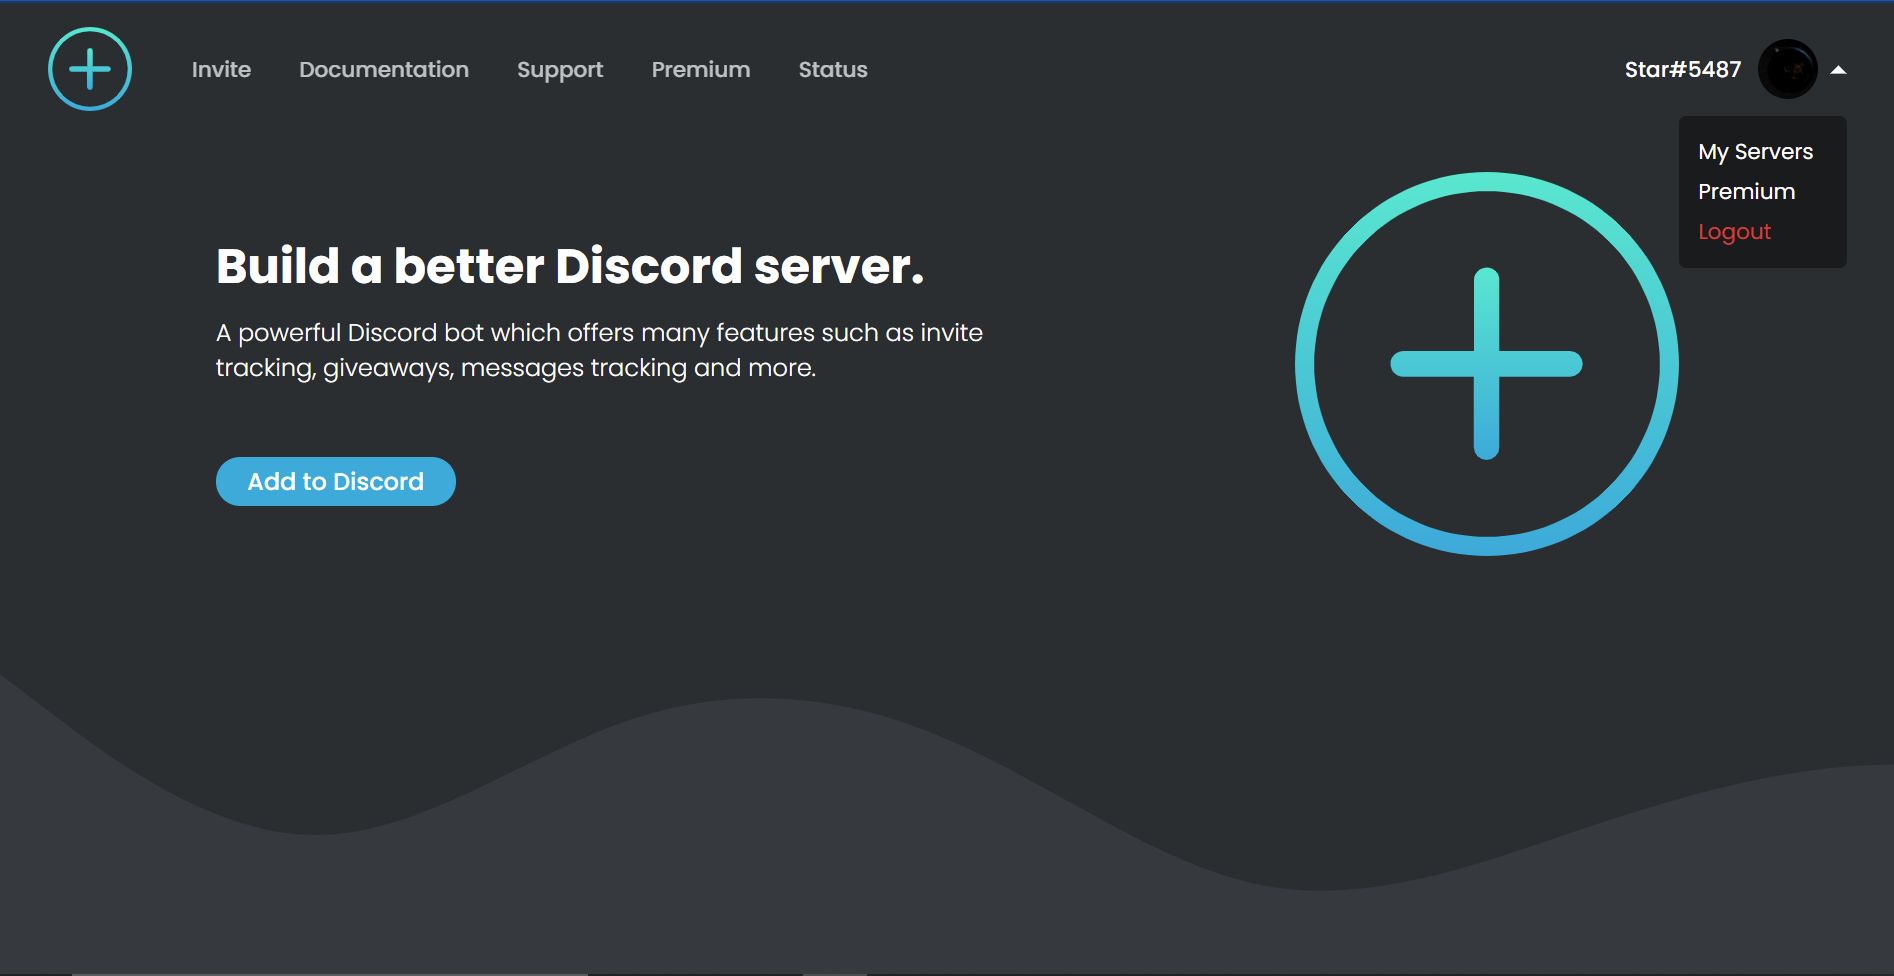 Invite
Documentation
Support
Premium
Status
Star#5487
My Servers
Premium
Logout
Build a better Discord server.
A powerful Discord bot which offers many features such as invite
tracking, giveaways, messages tracking and more.
Add to Discord